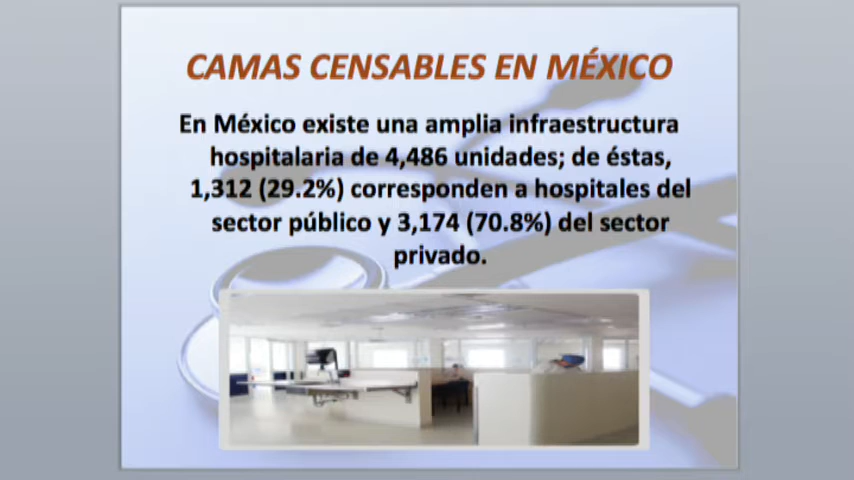 CAMAS CENSABLES EN MÉXICO
En México existe una amplia infraestructura
hospitalaria de 4,486 unidades; de éstas,
1,312 (29.2%) corresponden a hospitales del
sector público y 3,174 (70.8%) del sector
privado.